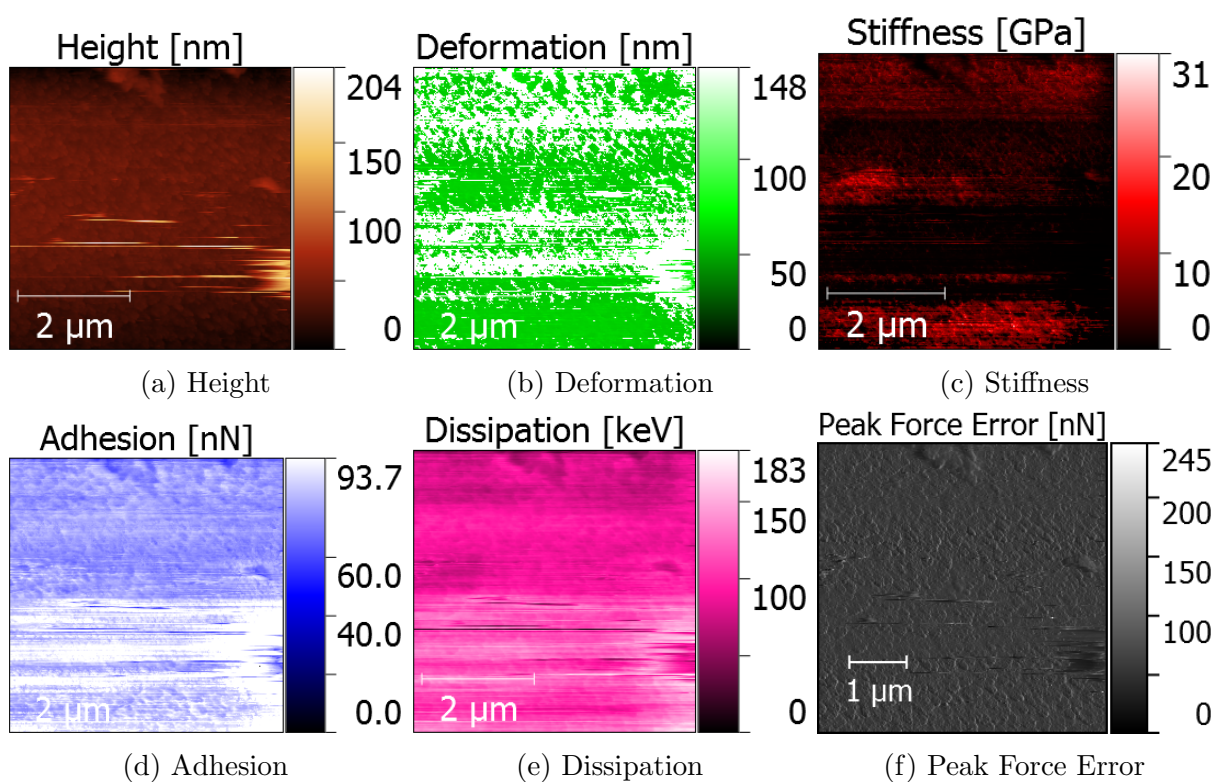 Height [nm]
204
150
100
0
2 μm
(a) Height
Deformation [nm]
148
100
50
0
2 μm
(b) Deformation
Stiffness [GPa]
31
20
10
0
2 μm
(c) Stiffness
Adhesion [nN]
93.7
60.0
40.0
0.0
2 μm
(d) Adhesion
Dissipation [keV]
183
150
100
0
2 μm
(e) Dissipation
Peak Force Error [nN]
245
200
150
100
0
1 μm
(f) Peak Force Error